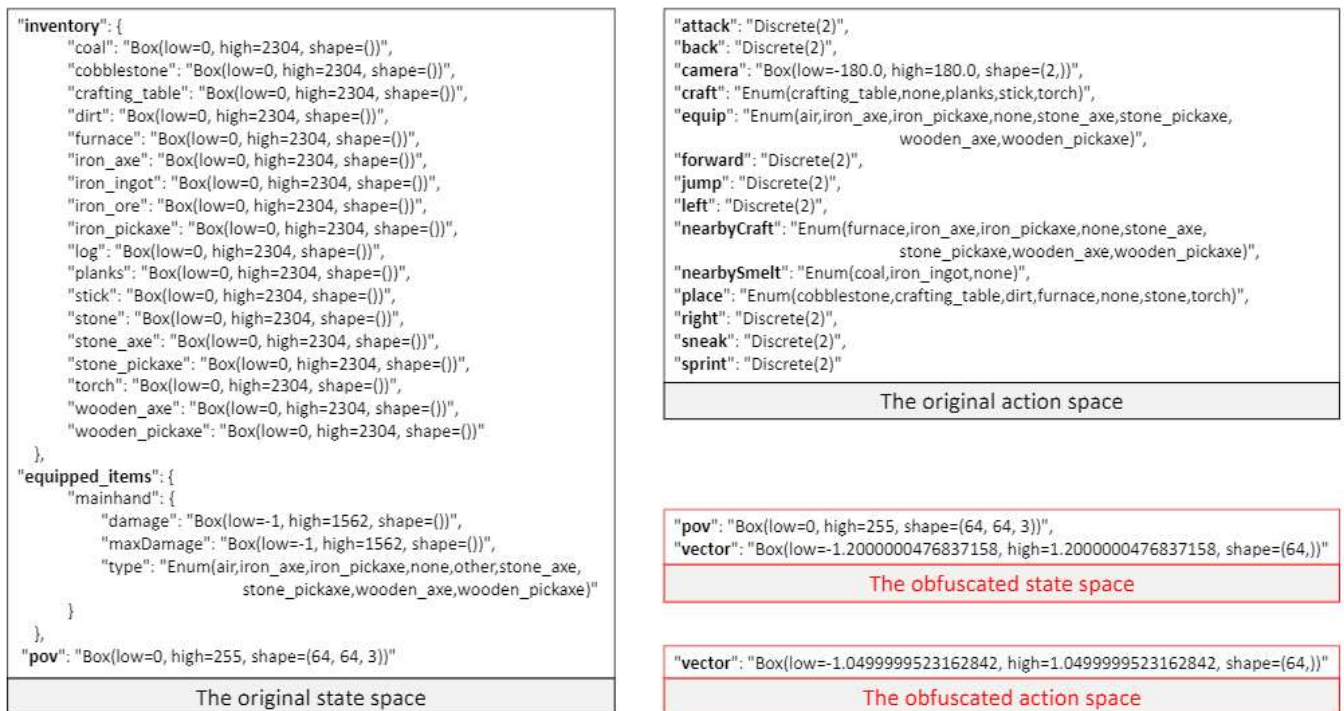 "inventory": {
"coal": "Box(low=0, high=2304, shape=())",
"cobblestone": "Box(low=0, high=2304, shape=())",
"crafting_table": "Box(low=0, high=2304, shape=())",
"dirt": "Box(low=0, high=2304, shape=())",
"furnace": "Box(low=0, high=2304, shape=())",
"iron_axe": "Box(low=0, high=2304, shape=())",
"iron_ingot": "Box(low=0, high=2304, shape=())",
"iron_ore": "Box(low=0, high=2304, shape=())",
"iron_pickaxe": "Box(low=0, high=2304, shape=())",
"log": "Box(low=0, high=2304, shape=())",
"planks": "Box(low=0, high=2304, shape=())",
"stick": "Box(low=0, high=2304, shape=())",
"stone": "Box(low=0, high=2304, shape=())",
"stone_axe": "Box(low=0, high=2304, shape=())",
"stone_pickaxe": "Box(low=0, high=2304, shape=())",
"torch": "Box(low=0, high=2304, shape=())",
"wooden_axe": "Box(low=0, high=2304, shape=())",
"wooden_pickaxe": "Box(low=0, high=2304, shape=())"
},
"equipped_items": {
"mainhand": {
"damage": "Box(low=-1, high=1562, shape=())",
"maxDamage": "Box(low=-1, high=1562, shape=())",
"type": "Enum(air,iron_axe,iron_pickaxe,none,other,stone_axe,
stone_pickaxe,wooden_axe,wooden_pickaxe)"
}
},
"pov": "Box(low=0, high=255, shape=(64, 64, 3))"
The original state space
"attack": "Discrete(2)",
"back": "Discrete(2)",
"camera": "Box(low=-180.0, high=180.0, shape=(2,))",
"craft": "Enum(crafting_table,none,planks,stick,torch)",
"equip": "Enum(air,iron_axe,iron_pickaxe,none,stone_axe,stone_pickaxe,
wooden_axe,wooden_pickaxe)",
"forward": "Discrete(2)",
"jump": "Discrete(2)",
"left": "Discrete(2)",
"nearbyCraft": "Enum(furnace,iron_axe,iron_pickaxe,none,stone_axe,
stone_pickaxe,wooden_axe,wooden_pickaxe)",
"nearbySmelt": "Enum(coal,iron_ingot,none)",
"place": "Enum(cobblestone,crafting_table,dirt,furnace,none,stone,torch)",
"right": "Discrete(2)",
"sneak": "Discrete(2)",
"sprint": "Discrete(2)"
The original action space
"pov": "Box(low=0, high=255, shape=(64, 64, 3))",
"vector": "Box(low=-1.2000000476837158, high=1.2000000476837158, shape=(64,))"
The obfuscated state space
"vector": "Box(low=-1.0499999523162842, high=1.0499999523162842, shape=(64,))"
The obfuscated action space